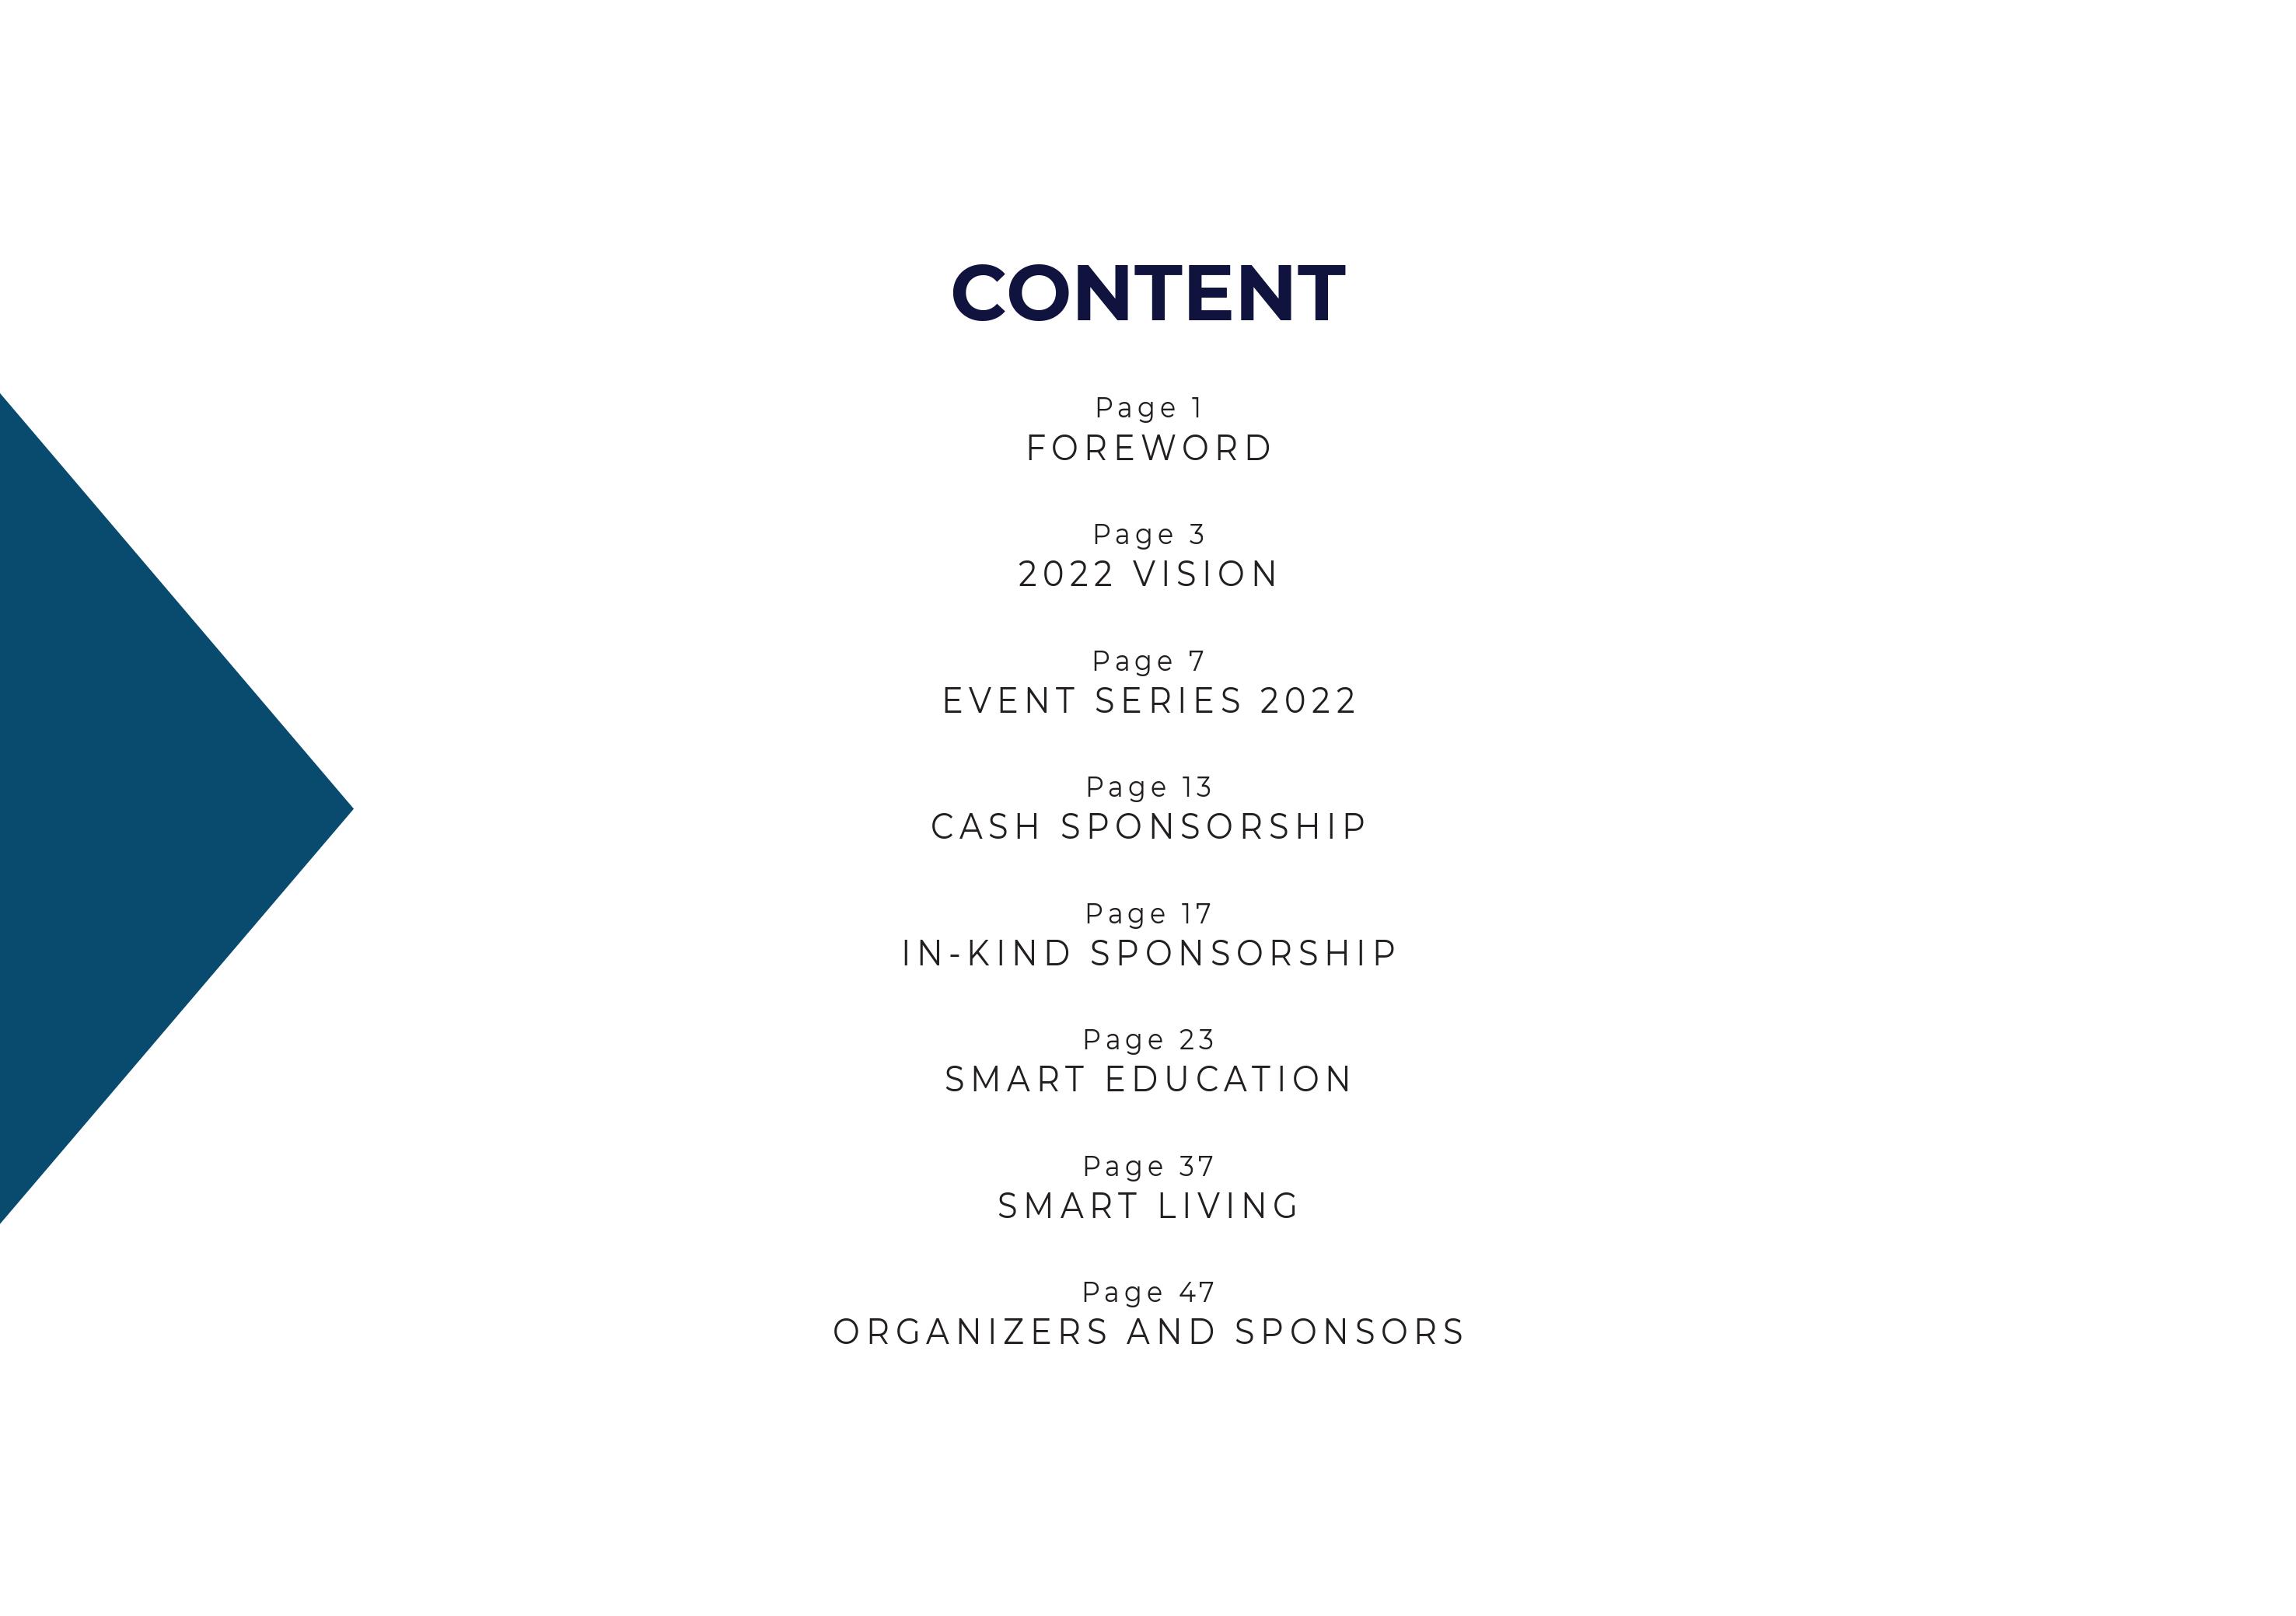 CONTENT
Page 1
FOREWORD
Page 3
2022 VISION
Page 7
EVENT SERIES 2022
Page 13
CASH SPONSORSHIP
Page 17
IN-KIND SPONSORSHIP
Page 23
SMART EDUCATION
Page 37
SMART LIVING
Page 47
ORGANIZERS AND SPONSORS